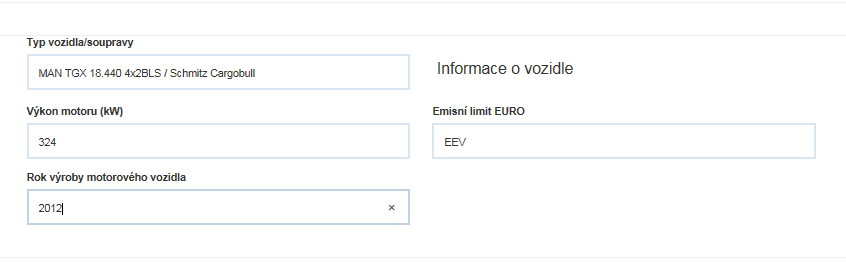 Typ vozidla/soupravy
MAN TGX 18.440 4x2BLS / Schmitz Cargobull
Informace o vozidle
Výkon motoru (kW)
Emisní limit EURO
324
EEV
Rok výroby motorového vozidla
2012
×